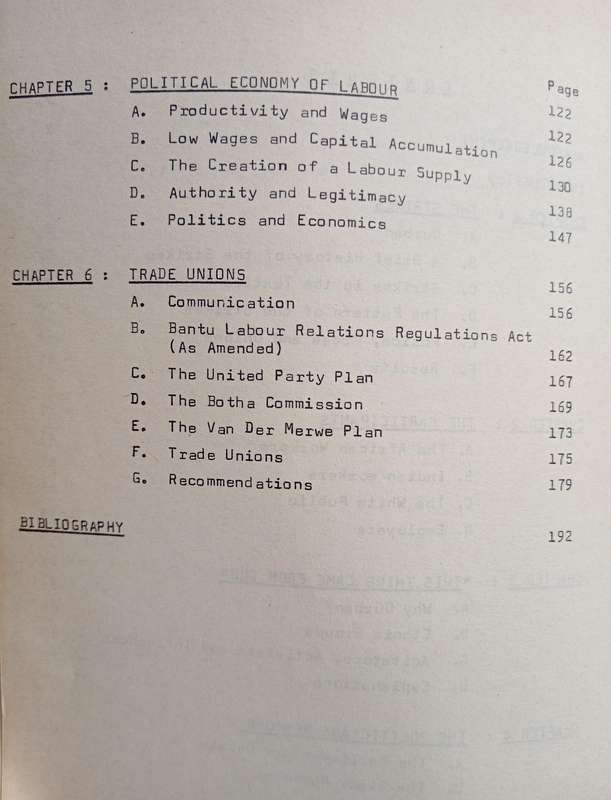 CHAPTER 5 : POLITICAL ECONOMY OF LABOUR Page
A. Productivity and Wages 122
B. Low Wages and Capital Accumulation 122
C. The Creation of a Labour Supply 126
D. Authority and Legitimacy 130
E. Politics and Economics 138
147
CHAPTER 6 : TRADE UNIONS 156
A. Communication 156
B. Bantu Labour Relations Regulations Act
(As Amended) 162
C. The United Party Plan 167
D. The Botha Commission 169
E. The Van Der Merwe Plan 173
F. Trade Unions 175
G. Recommendations 179
BIBLIOGRAPHY 192